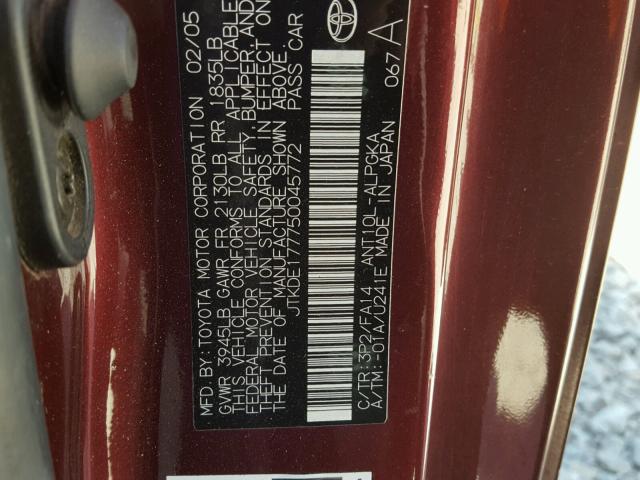 MFD. BY: TOYOTA MOTOR CORPORATION 02/05
GVWR 3945LB GAWR FR 2130LB RR 1835LB
THIS VEHICLE CONFORMS TO ALL APPLICABLE
FEDERAL MOTOR VEHICLE SAFETY, BUMPER, AND
THEFT PREVENTION STANDARDS IN EFFECT ON
THE DATE OF MANUFACTURE SHOWN ABOVE.
JTKDE177750045772 PASS CAR
C/TR:3P2/FA14 ANT10L-ALPGKA
A/TM:-01A/U241E MADE IN JAPAN 067A